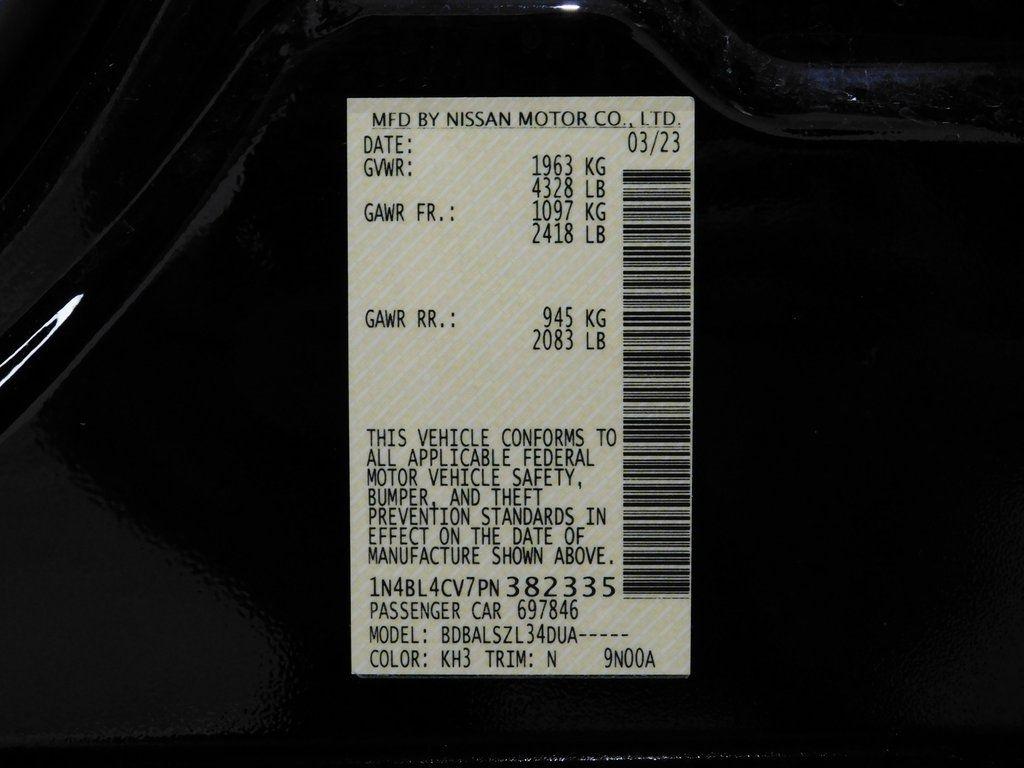 MFD BY NISSAN MOTOR CO., LTD.
DATE: 03/23
GVWR: 1963 KG
4328 LB
GAWR FR.: 1097 KG
2418 LB
GAWR RR.: 945 KG
2083 LB
THIS VEHICLE CONFORMS TO
ALL APPLICABLE FEDERAL
MOTOR VEHICLE SAFETY,
BUMPER, AND THEFT
PREVENTION STANDARDS IN
EFFECT ON THE DATE OF
MANUFACTURE SHOWN ABOVE.
1N4BL4CV7PN382335
PASSENGER CAR 697846
MODEL: BDBALSZL34DUA-----
COLOR: KH3 TRIM: N 9N00A